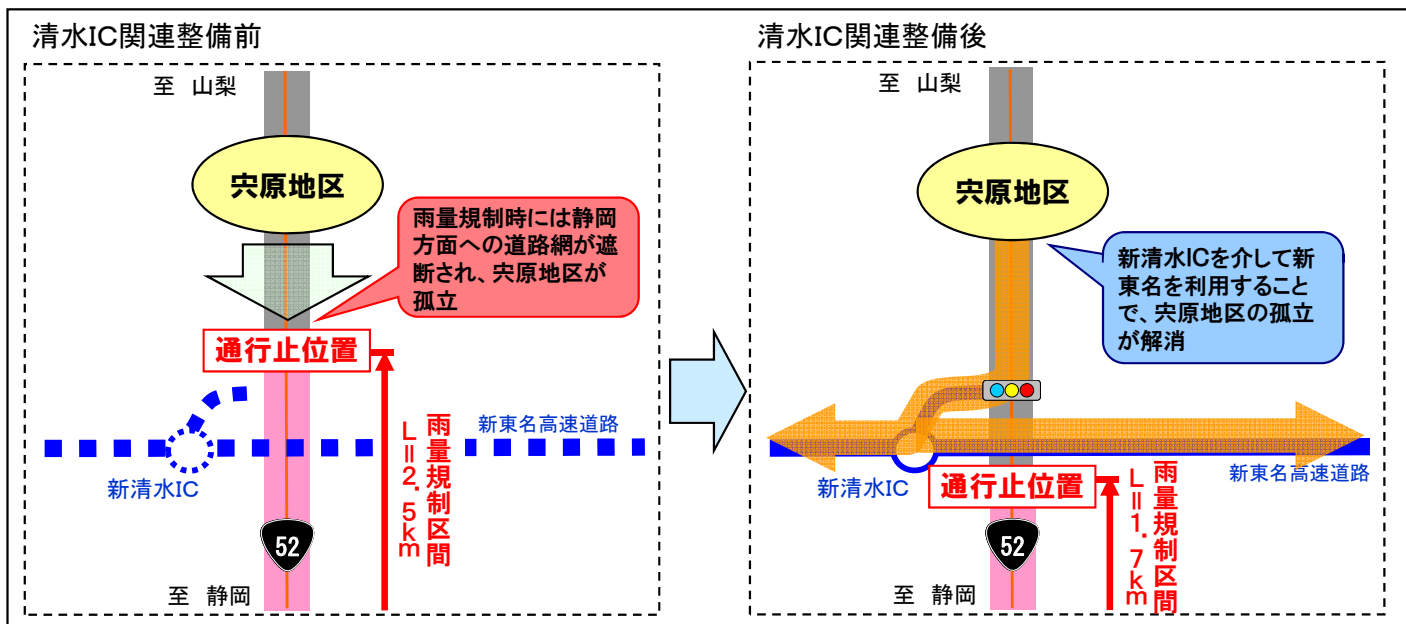 清水IC関連整備前
至 山梨
宍原地区
雨量規制時には静岡
方面への道路網が遮
断され、宍原地区が
孤立
通行止位置
雨量規制区間
L=2.5km
新東名高速道路
新清水IC
52
至 静岡
清水IC関連整備後
至 山梨
宍原地区
新清水ICを介して新
東名を利用すること
で、宍原地区の孤立
が解消
新清水IC
通行止位置
新東名高速道路
雨量規制区間
L=1.7km
52
至 静岡